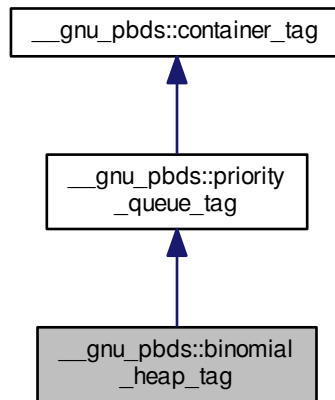 __gnu_pbds::container_tag
__gnu_pbds::priority
_queue_tag
__gnu_pbds::binomial
_heap_tag